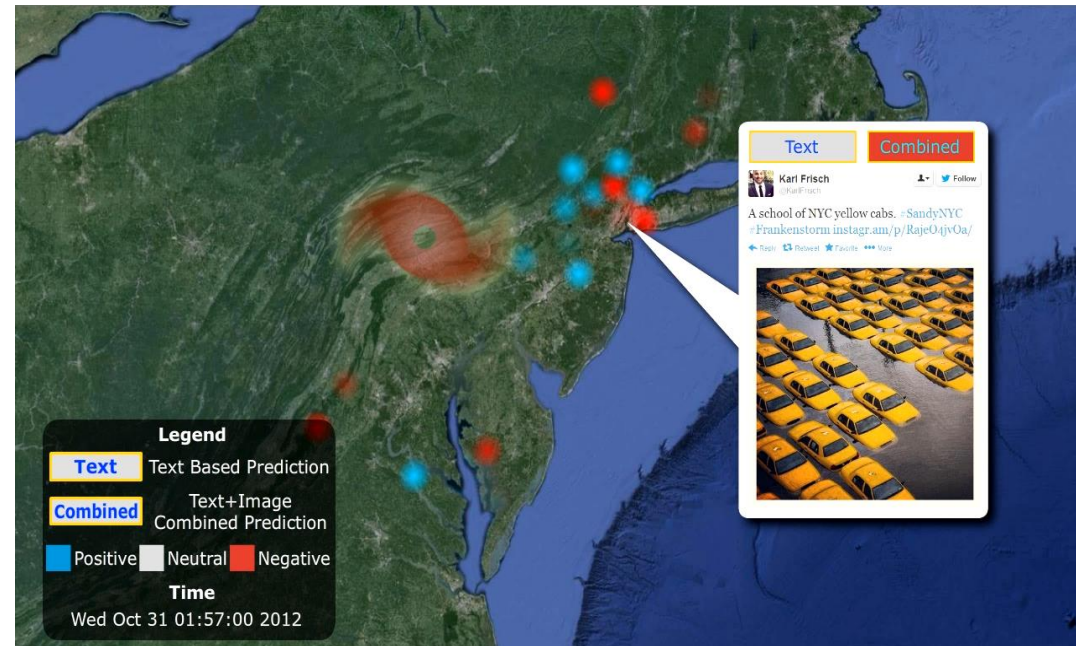 Text Combined
Karl Frisch
@KarlFrisch
Follow
A school of NYC yellow cabs. #SandyNYC
#Frankenstorm instagr.am/p/RajeO4jvOa/
Reply Retweet Favorite More
Legend
Text Text Based Prediction
Combined Text+Image
Combined Prediction
Positive Neutral Negative
Time
Wed Oct 31 01:57:00 2012